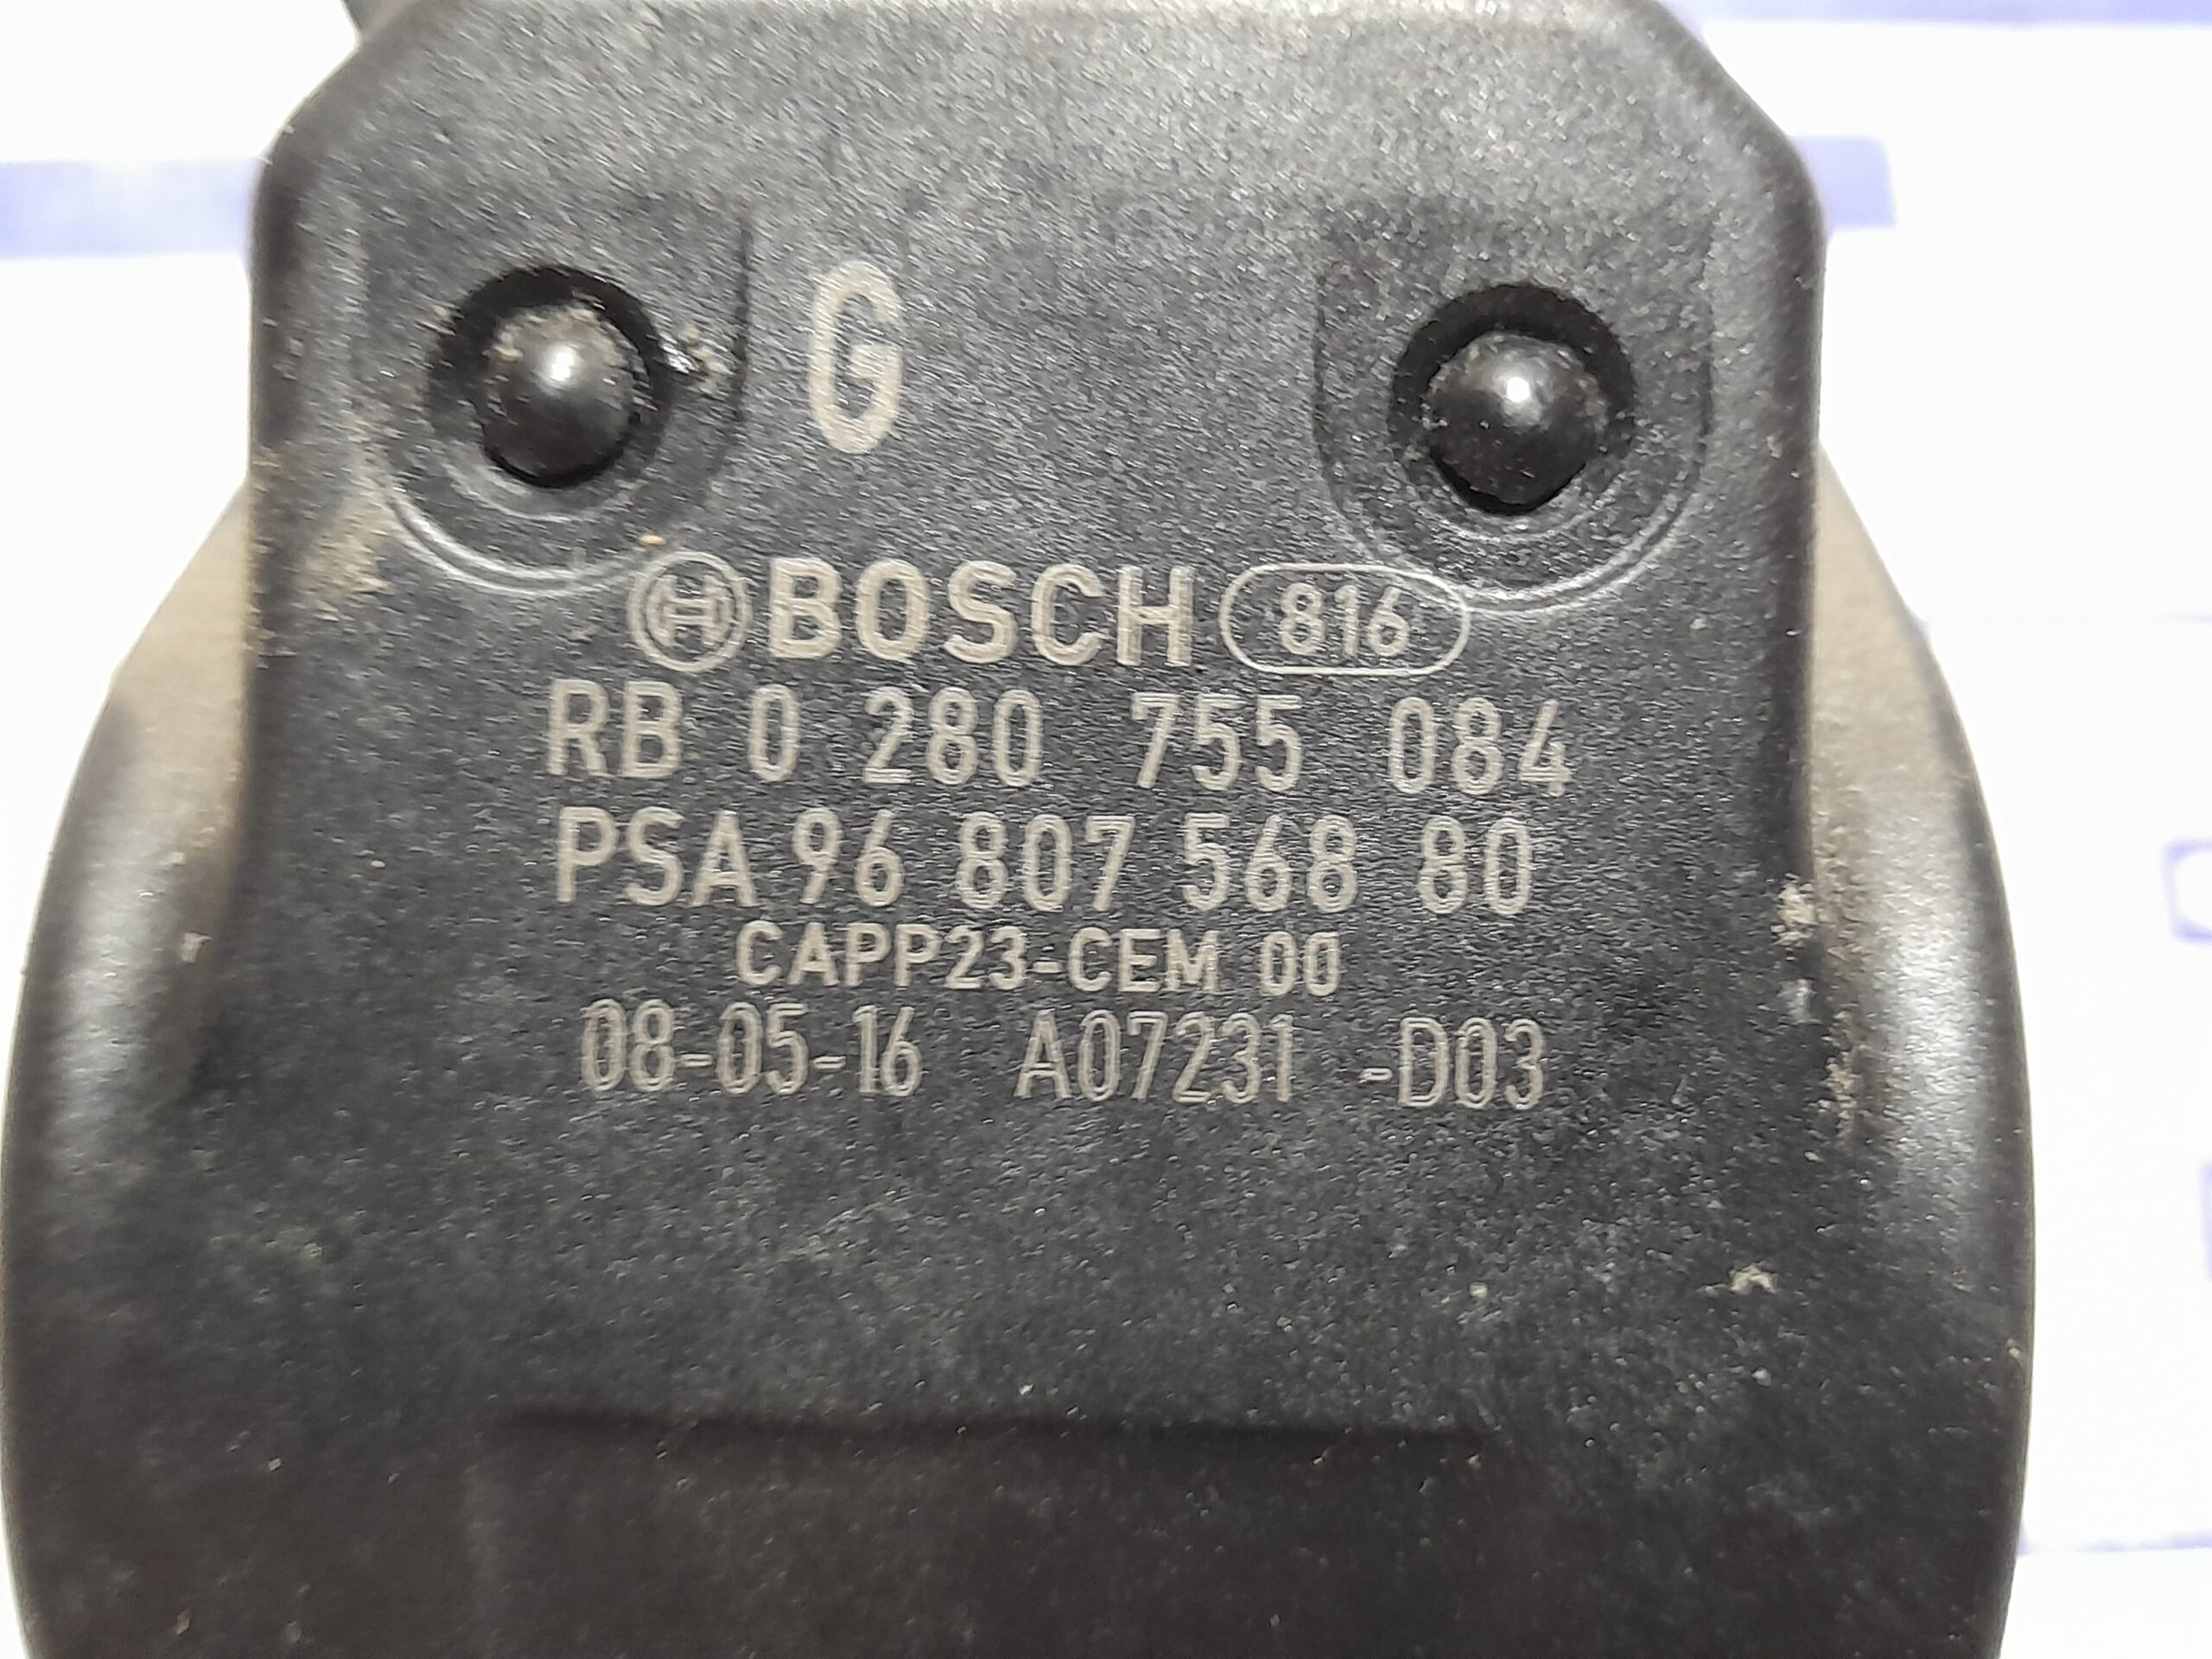 G
BOSCH 816
RB 0 280 755 084
PSA 96 807 568 80
CAPP23-CEM 00
08-05-16 A07231 -D03